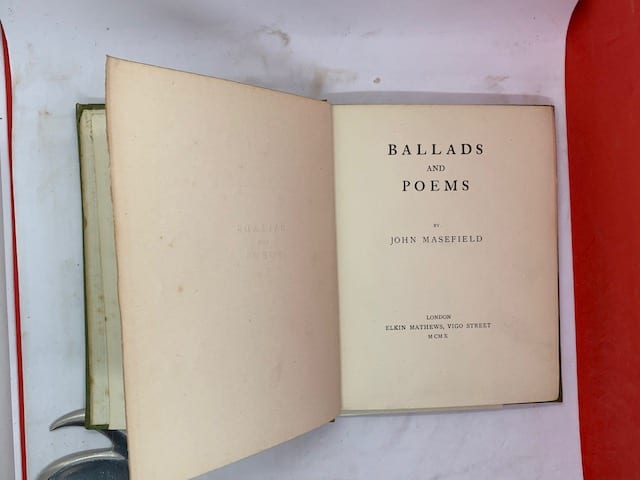 BALLADS
AND
POEMS
BY
JOHN MASEFIELD
LONDON
ELKIN MATHEWS, VIGO STREET
MCMX